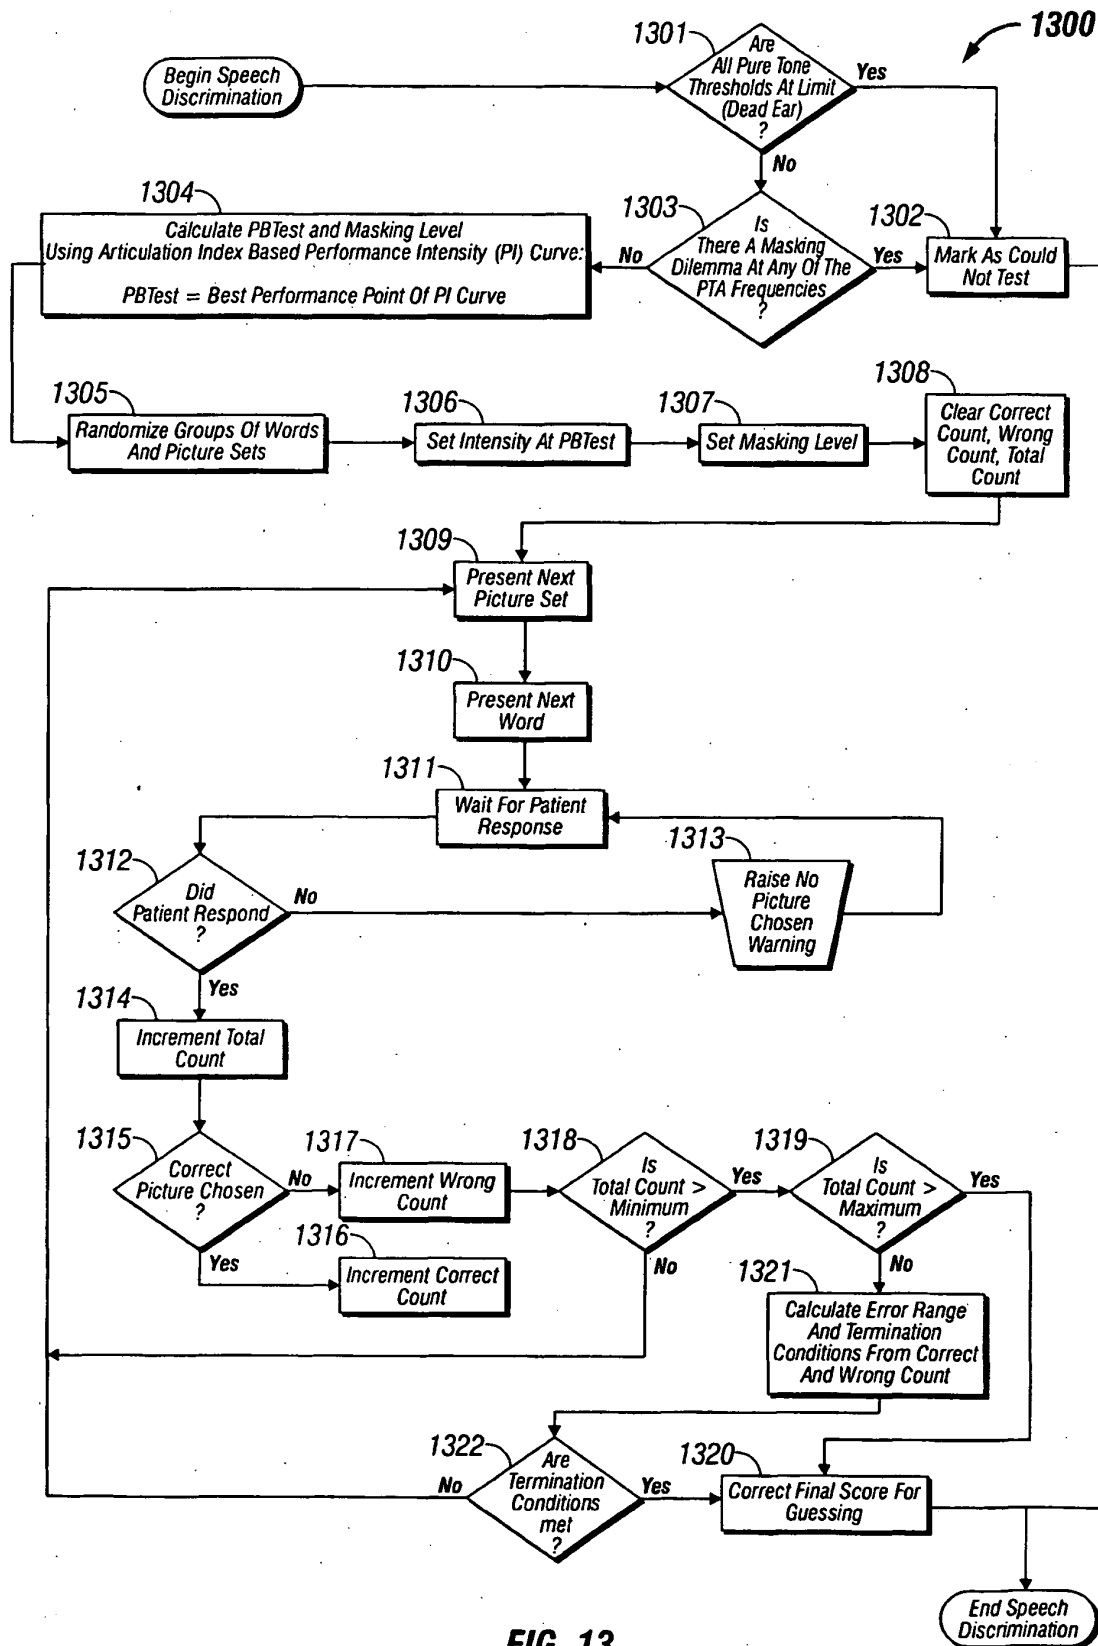 1300
1301
Are
All Pure Tone
Thresholds At Limit
(Dead Ear)
?
Yes
No
Begin Speech
Discrimination
1304
Calculate PBTest and Masking Level
Using Articulation Index Based Performance Intensity (PI) Curve:
PBTest = Best Performance Point Of PI Curve
1303
Is
There A Masking
Dilemma At Any Of The
PTA Frequencies
?
No
Yes
1302
Mark As Could
Not Test
1305
Randomize Groups Of Words
And Picture Sets
1306
Set Intensity At PBTest
1307
Set Masking Level
1308
Clear Correct
Count, Wrong
Count, Total
Count
1309
Present Next
Picture Set
1310
Present Next
Word
1311
Wait For Patient
Response
1312
Did
Patient Respond
?
No
Yes
1313
Raise No
Picture
Chosen
Warning
1314
Increment Total
Count
1315
Correct
Picture Chosen
?
No
Yes
1317
Increment Wrong
Count
1316
Increment Correct
Count
1318
Is
Total Count >
Minimum
?
Yes
No
1319
Is
Total Count >
Maximum
?
Yes
No
1321
Calculate Error Range
And Termination
Conditions From Correct
And Wrong Count
1322
Are
Termination
Conditions
met
?
No
Yes
1320
Correct Final Score For
Guessing
End Speech
Discrimination
FIG. 13